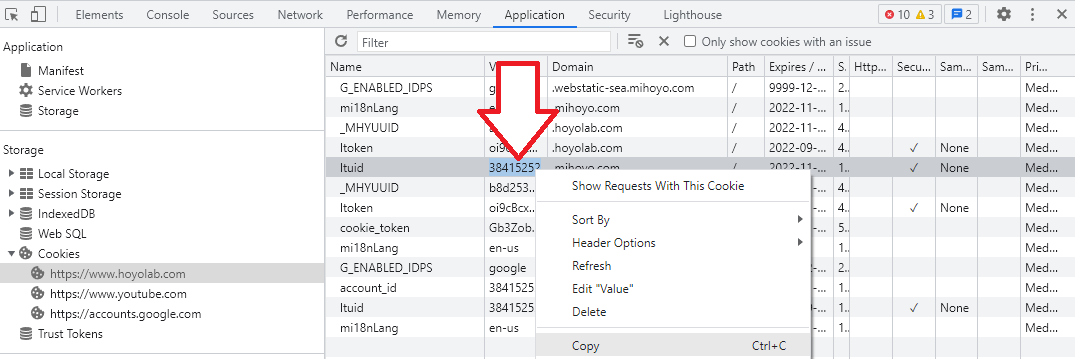 Elements Console Sources Network Performance Memory Application Security Lighthouse 10 3 2
Application
Manifest
Service Workers
Storage
Storage
Local Storage
Session Storage
IndexedDB
Web SQL
Cookies
https://www.hoyolab.com
https://www.youtube.com
https://accounts.google.com
Trust Tokens
Filter Only show cookies with an issue
Name Domain Path Expires / ... S. Http... Secu... Sam... Sam... Pri...
G_ENABLED_IDPS .webstatic-sea.mihoyo.com / 9999-12-... 2.. Med...
mi18nLang .mihoyo.com / 2022-11-... 1.. Med...
_MHYUUID .hoyolab.com / 2022-11-... 4.. Med...
ltoken .hoyolab.com / 2022-09-... 4.. ✓ None Med...
ltuid 38415252 .mihoyo.com / 2022-11-... 1.. ✓ None Med...
_MHYUUID b8d253... 4.. Med...
ltoken oi9cBcx... 4.. ✓ None Med...
cookie_token Gb3Zob... 5.. Med...
mi18nLang en-us 1.. Med...
G_ENABLED_IDPS google 2.. Med...
account_id 3841525 1.. Med...
ltuid 3841525 1.. ✓ None Med...
mi18nLang en-us 1.. Med...
Show Requests With This Cookie
Sort By
Header Options
Refresh
Edit "Value"
Delete
Copy Ctrl+C